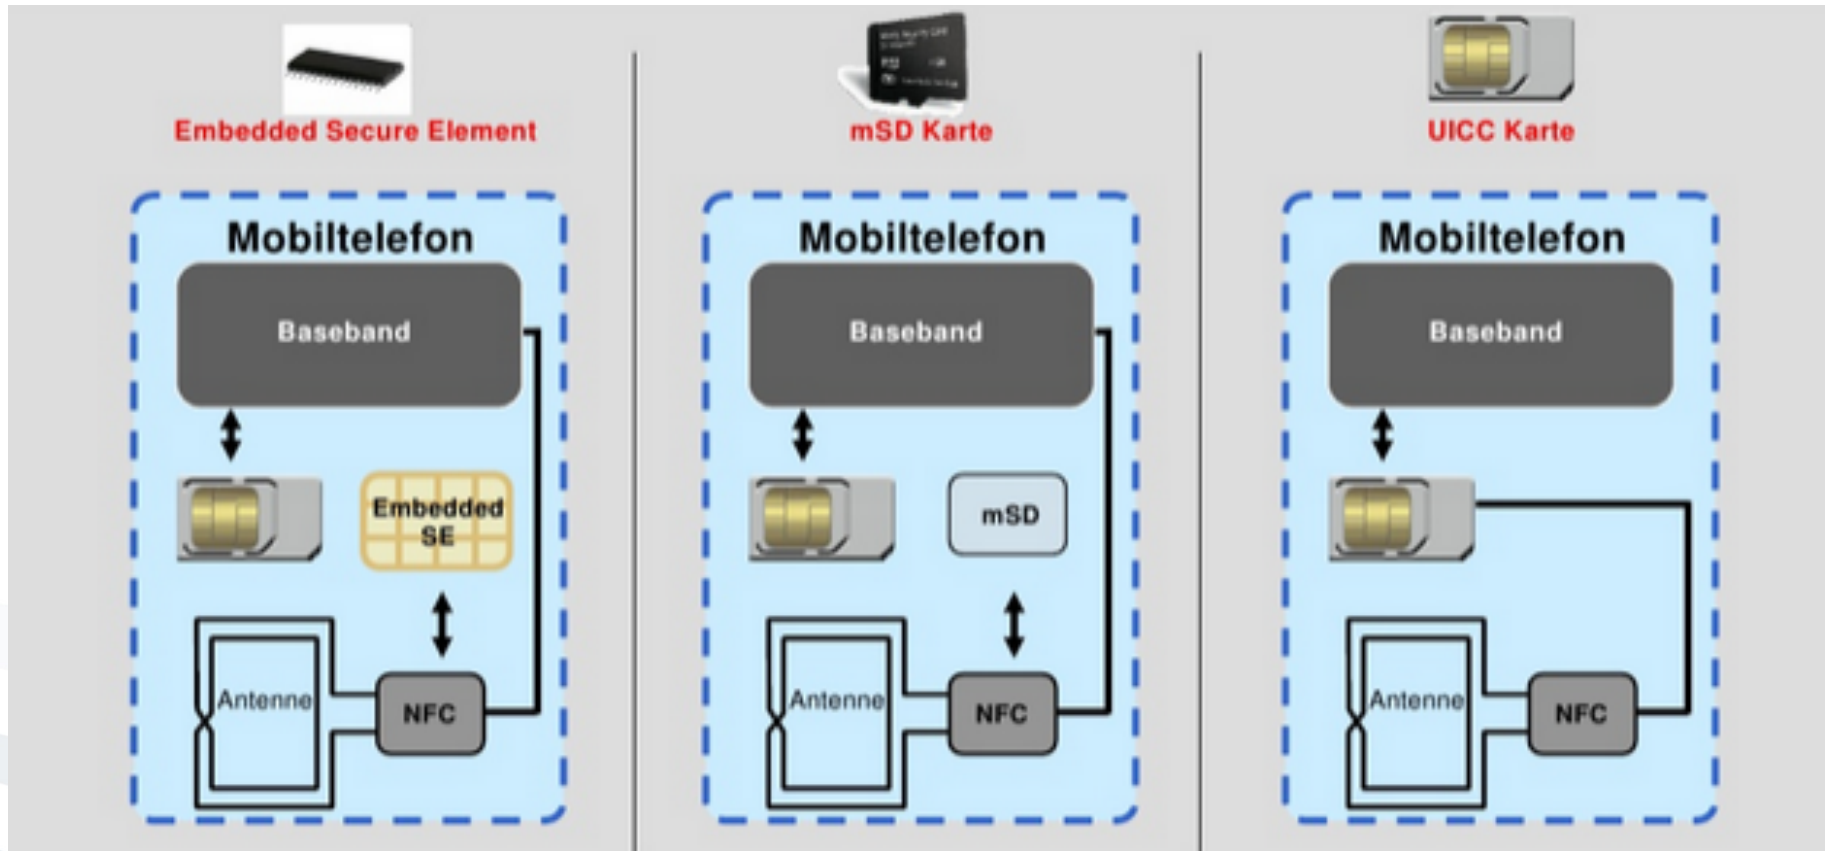 Embedded Secure Element
mSD Karte
UICC Karte
Mobiltelefon
Baseband
Embedded
SE
Antenne
NFC
Mobiltelefon
Baseband
mSD
Antenne
NFC
Mobiltelefon
Baseband
Antenne
NFC